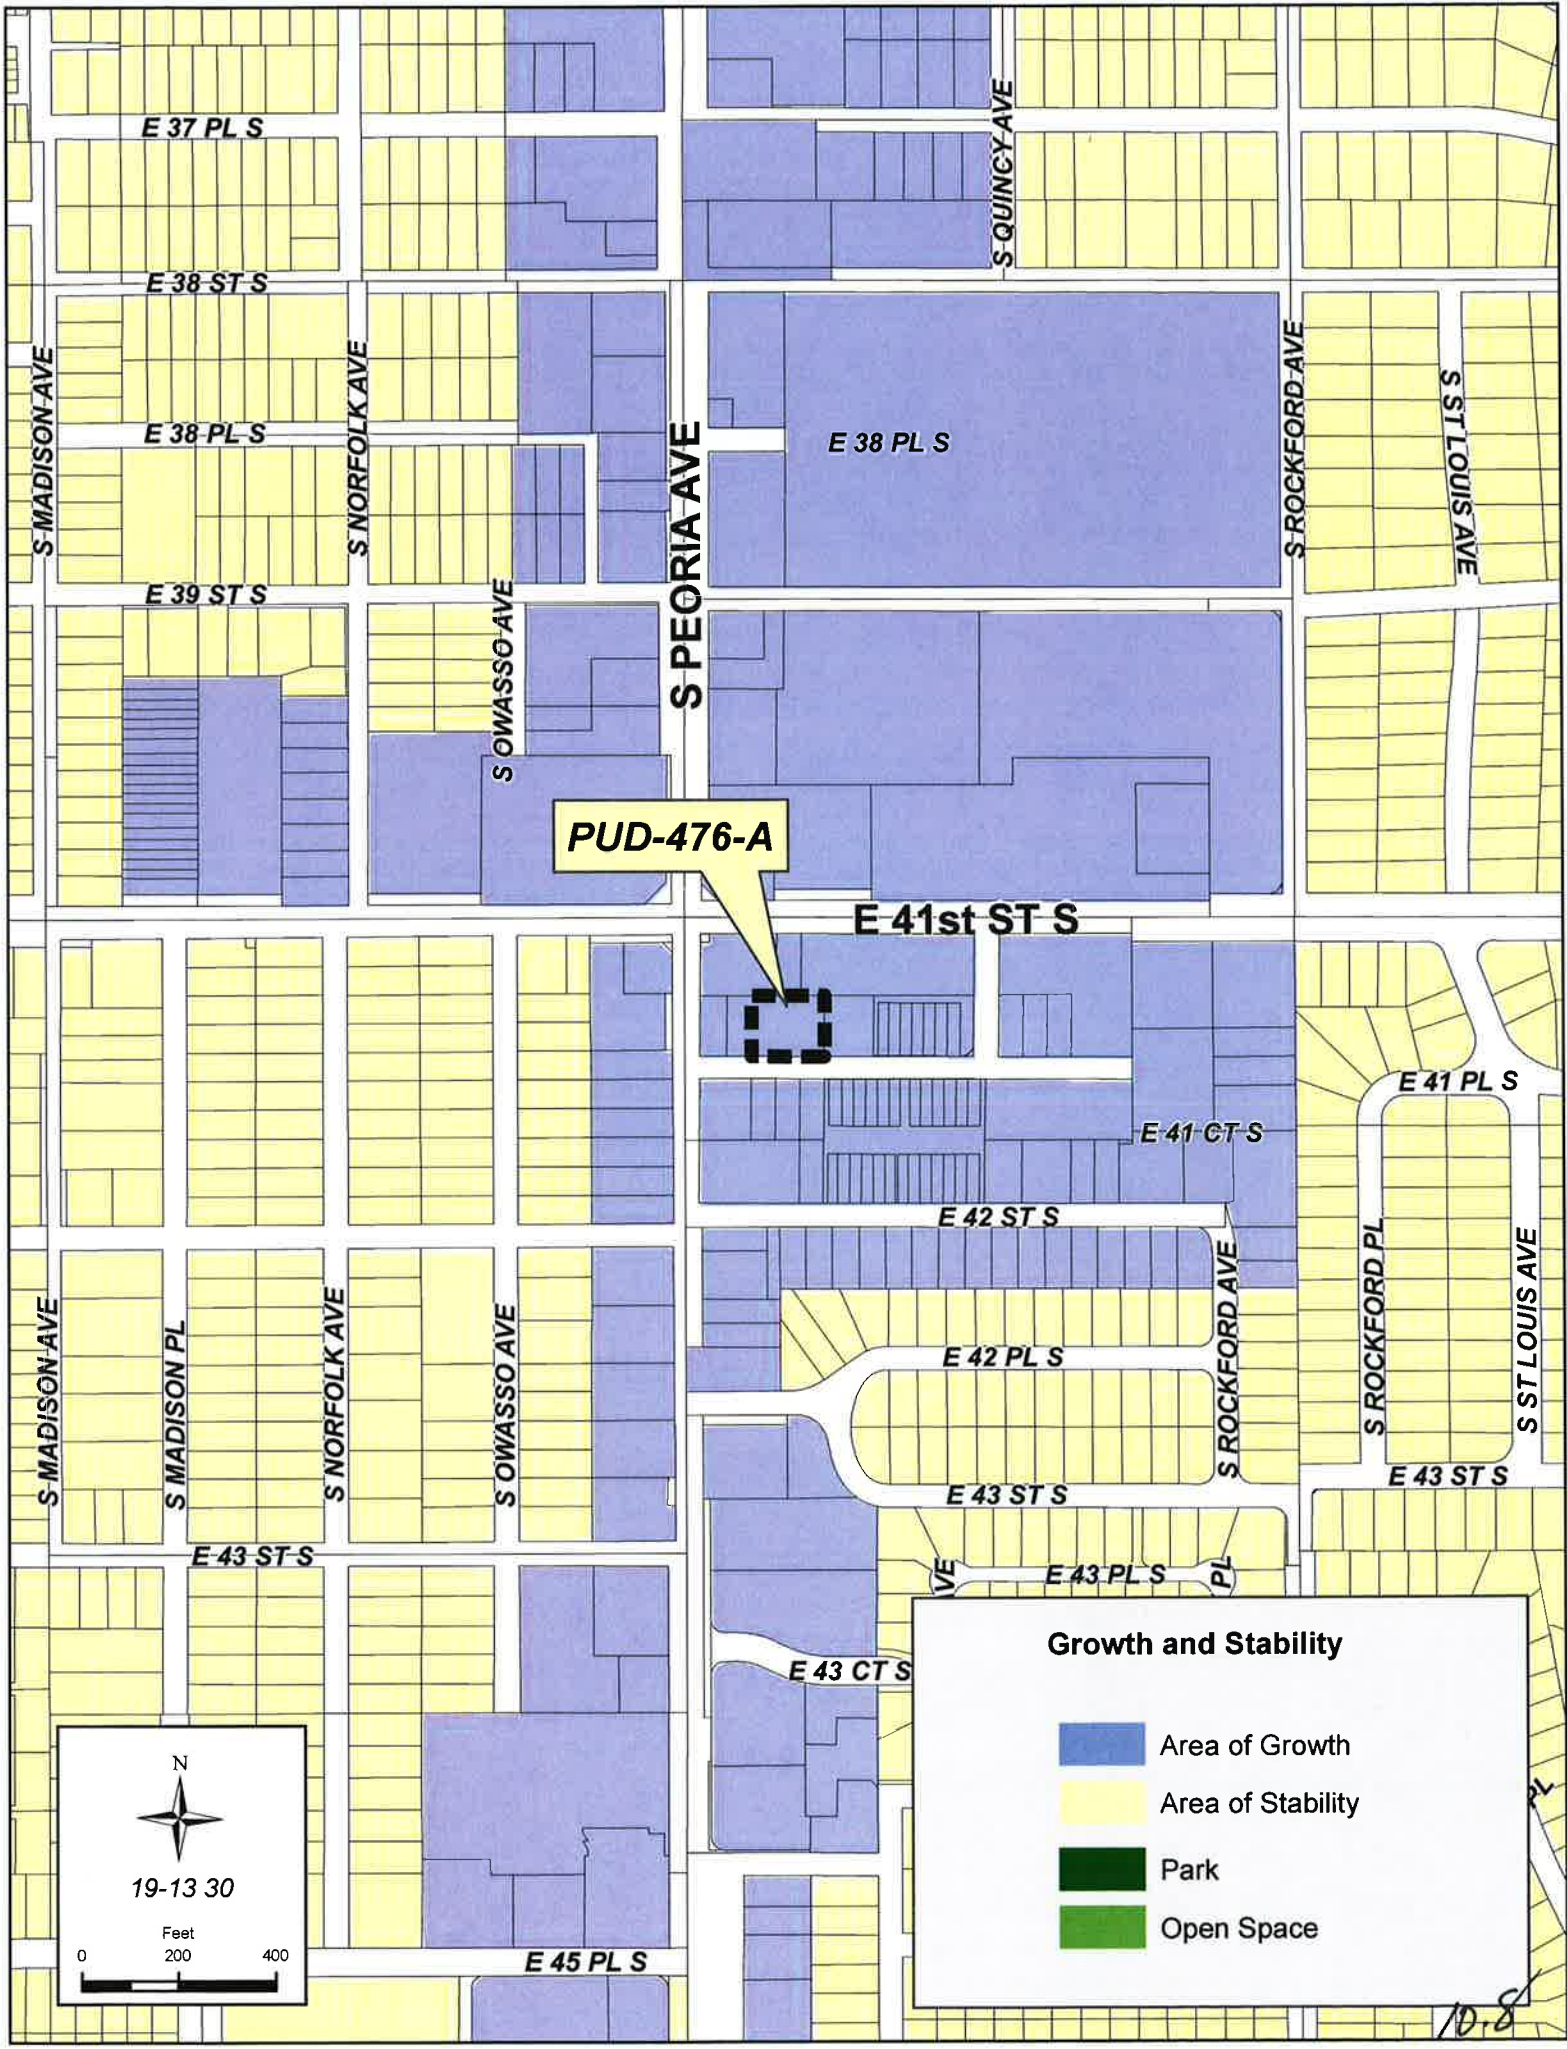 E 37 PL S
S QUINCY AVE
E 38 ST S
S MADISON AVE
S NORFOLK AVE
S ROCKFORD AVE
S ST LOUIS AVE
E 38 PL S
S PEORIA AVE
E 38 PL S
E 39 ST S
S OWASSO AVE
PUD-476-A
E 41st ST S
E 41 PL S
E 41 CT S
E 42 ST S
S ROCKFORD PL
S ST LOUIS AVE
S ROCKFORD AVE
S MADISON AVE
S MADISON PL
S NORFOLK AVE
S OWASSO AVE
E 42 PL S
E 43 ST S
E 43 ST S
E 43 ST S
AVE
E 43 PL S
PL
E 43 CT S
Growth and Stability
Area of Growth
Area of Stability
Park
Open Space
PL
N
19-13 30
Feet
0 200 400
E 45 PL S
10.8